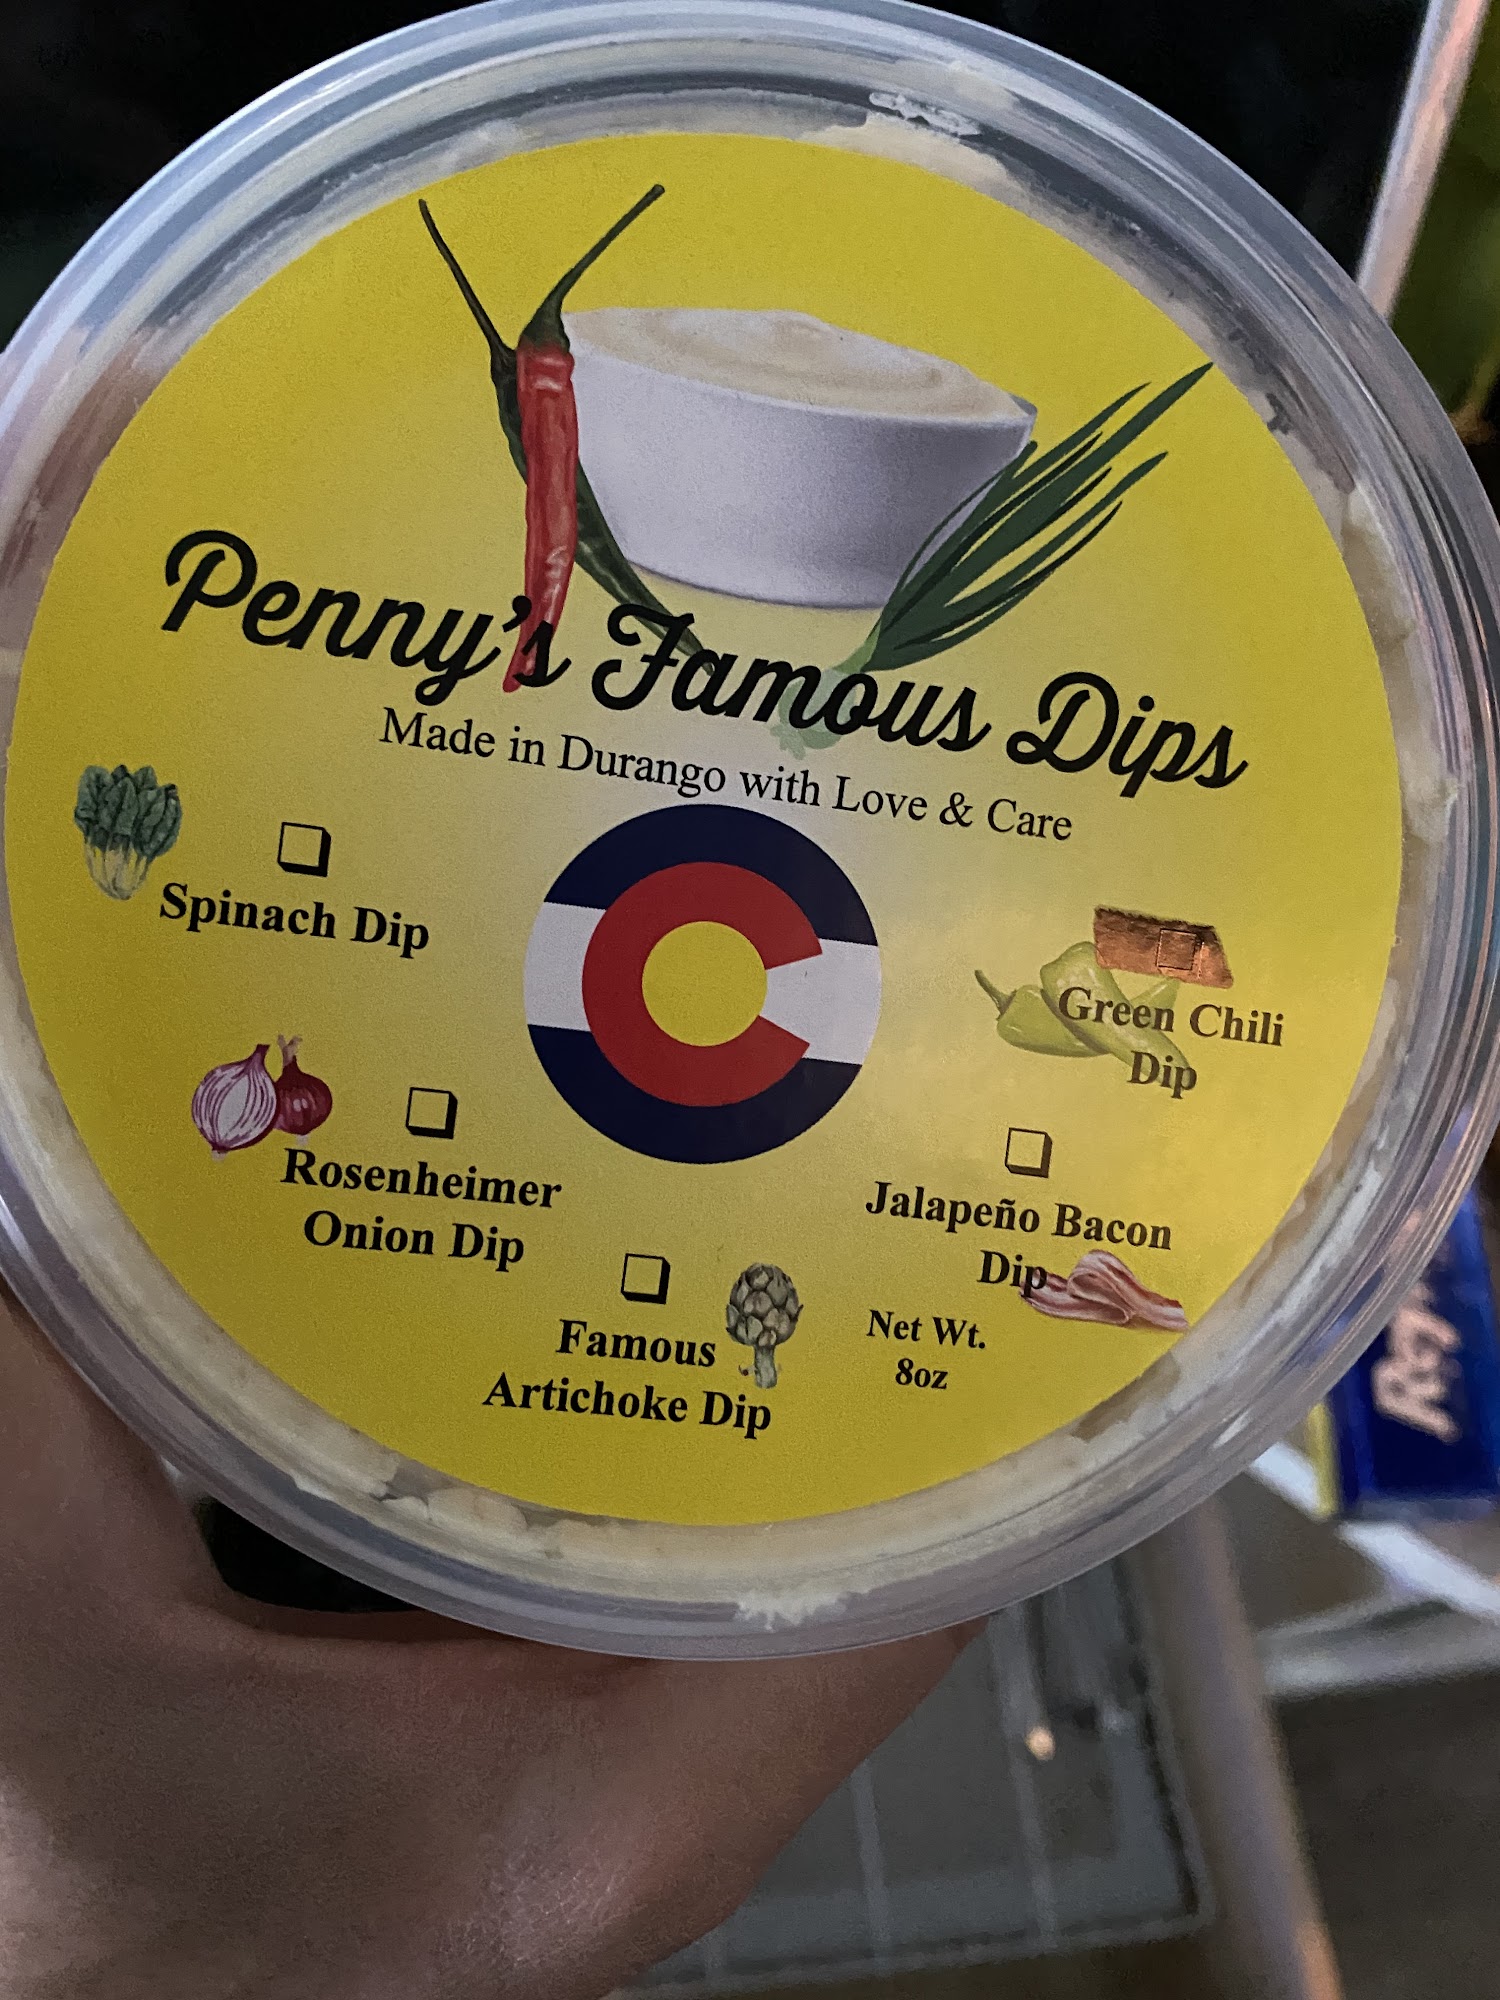 Penny's Famous Dips
Made in Durango with Love & Care
Spinach Dip
Green Chili
Dip
Rosenheimer
Onion Dip
Jalapeño Bacon
Dip
Famous
Artichoke Dip
Net Wt.
8oz